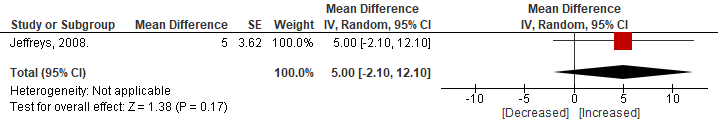 Mean Difference Mean Difference
Study or Subgroup Mean Difference SE Weight IV, Random, 95% CI IV, Random, 95% CI
Jeffreys, 2008. 5 3.62 100.0% 5.00 [-2.10, 12.10]
Total (95% CI) 100.0% 5.00 [-2.10, 12.10]
Heterogeneity: Not applicable
Test for overall effect: Z = 1.38 (P = 0.17)
-10 -5 0 5 10
[Decreased] [Increased]